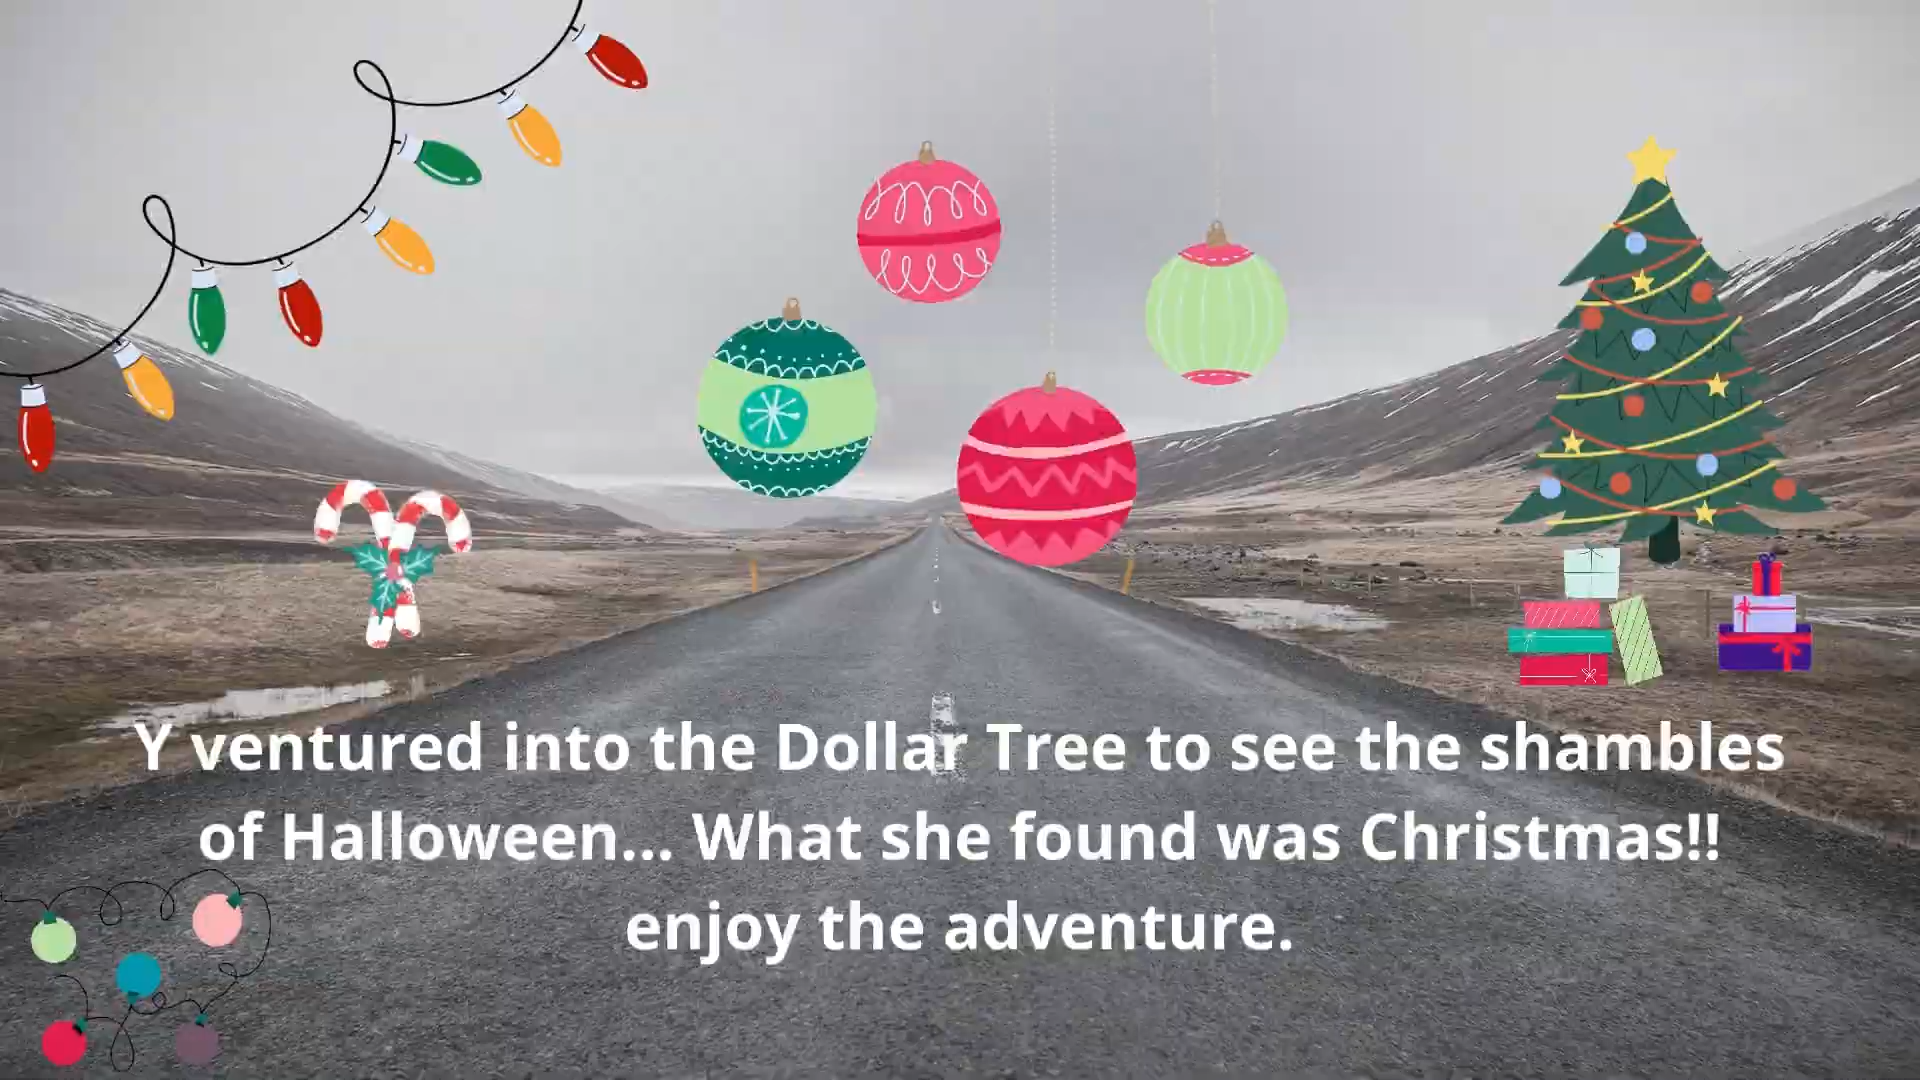 Y ventured into the Dollar Tree to see the shambles
of Halloween... What she found was Christmas!!
enjoy the adventure.